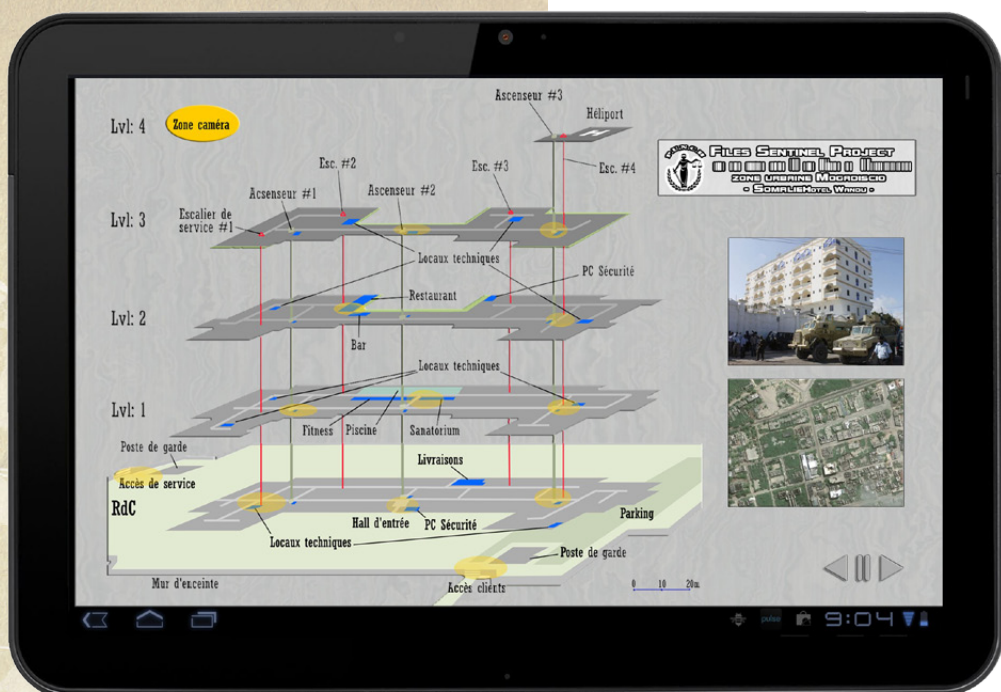 Lvl: 4
Zone caméra
Ascenseur #3
Héliport
Esc. #4
FILES SENTINEL PROJECT
ZONE URBAINE MOGADISCIO
- SOMALIEHOTEL WANDU -
Lvl: 3
Escalier de
service #1
Acsenseur #1
Esc. #2
Ascenseur #2
Esc. #3
Locaux techniques
PC Sécurité
Lvl: 2
Restaurant
Bar
Lvl: 1
Locaux techniques
Fitness
Piscine
Sanatorium
Poste de garde
Accès de service
RdC
Livraisons
Hall d'entrée
PC Sécurité
Parking
Locaux techniques
Poste de garde
Mur d'enceinte
Accès clients
0 10 20m
9:04